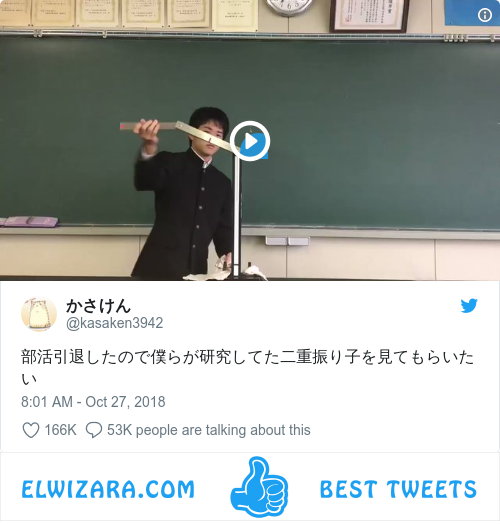 かさけん
@kasaken3942
部活引退したので僕らが研究してた二重振り子を見てもらいた
い
8:01 AM - Oct 27, 2018
166K 53K people are talking about this
ELWIZARA.COM BEST TWEETS